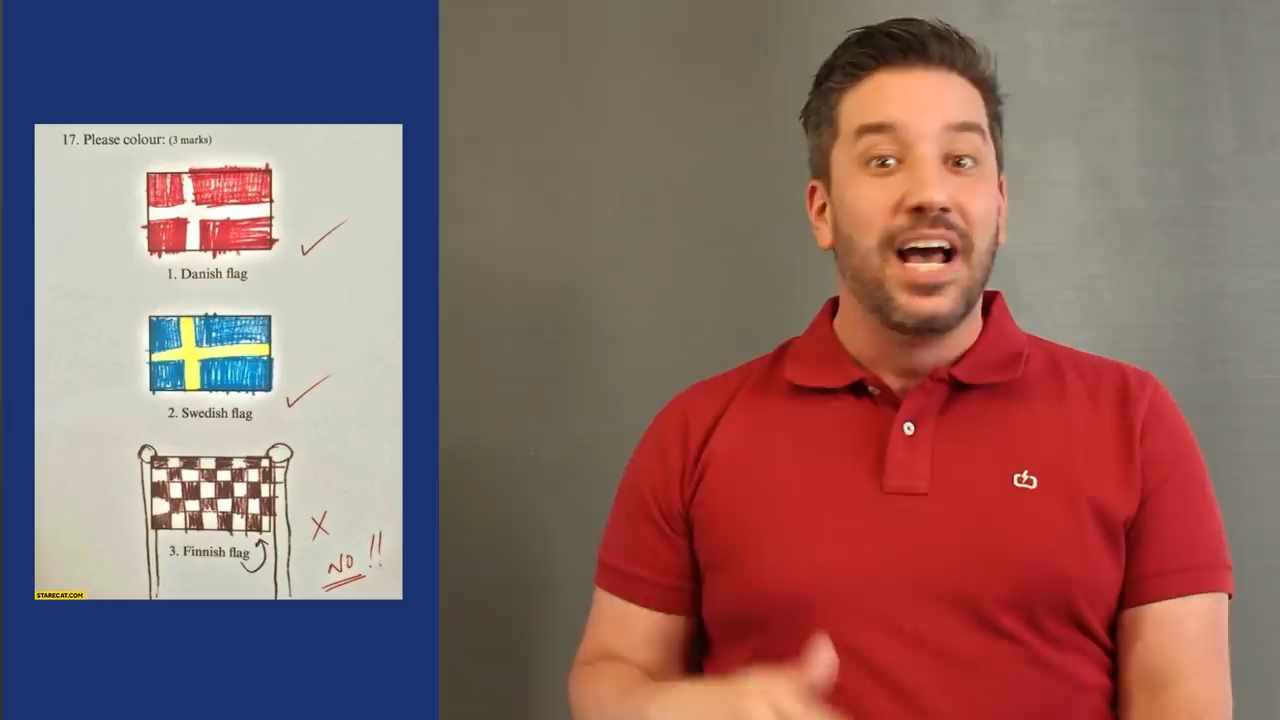 17. Please colour: (3 marks)
1. Danish flag
2. Swedish flag
3. Finnish flag
NO!!
STARECAT.COM